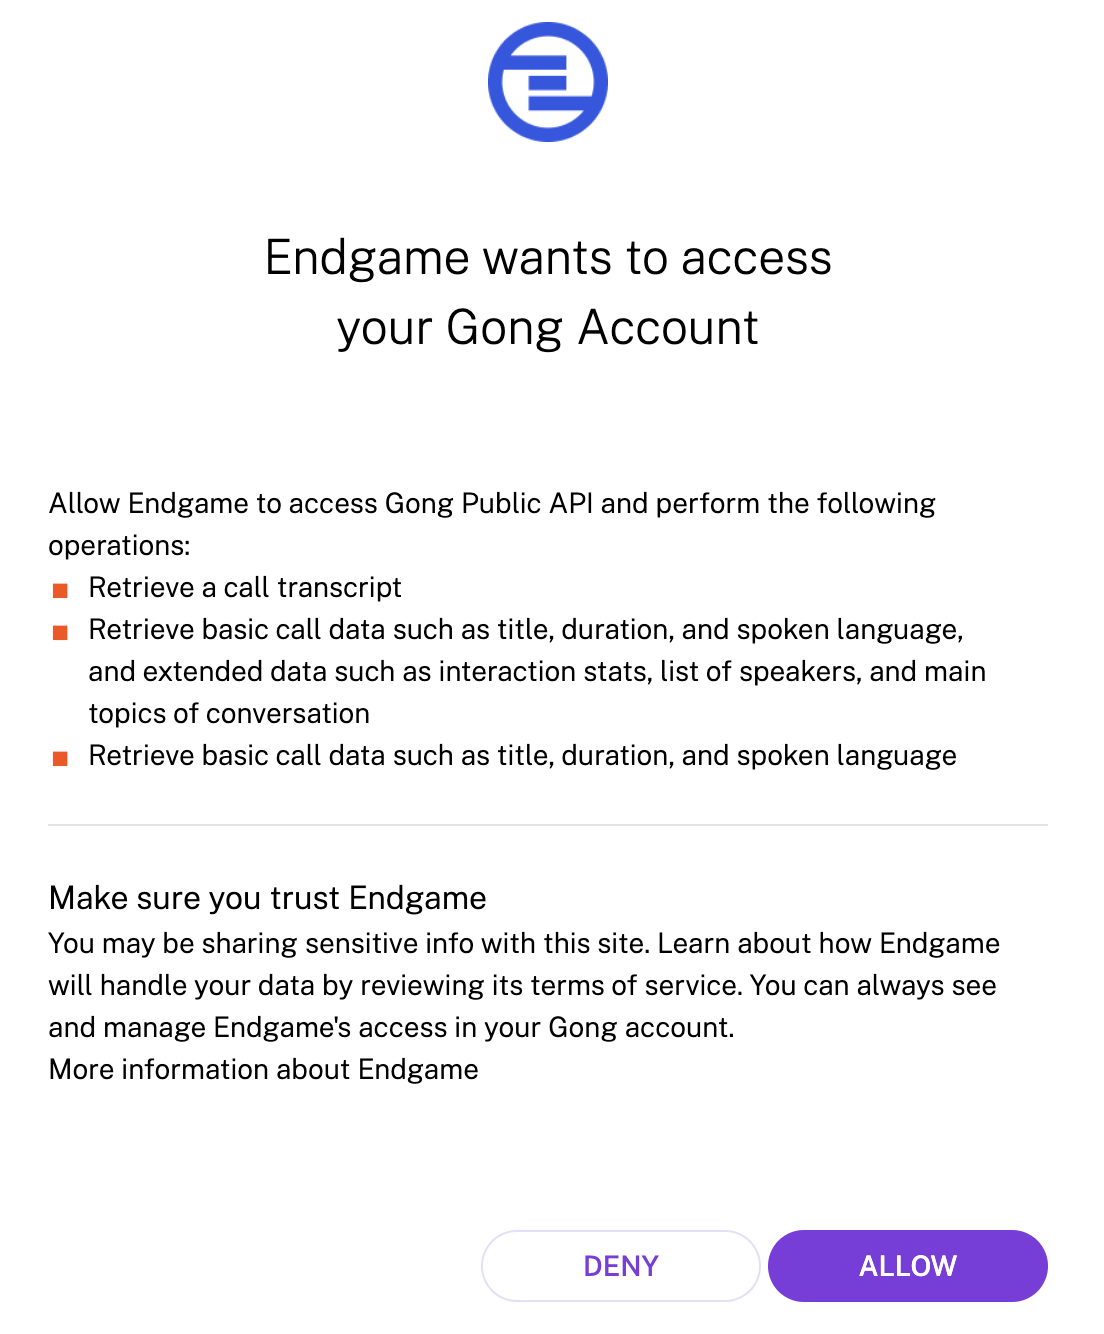 Endgame wants to access
your Gong Account
Allow Endgame to access Gong Public API and perform the following
operations:
Retrieve a call transcript
Retrieve basic call data such as title, duration, and spoken language,
and extended data such as interaction stats, list of speakers, and main
topics of conversation
Retrieve basic call data such as title, duration, and spoken language
Make sure you trust Endgame
You may be sharing sensitive info with this site. Learn about how Endgame
will handle your data by reviewing its terms of service. You can always see
and manage Endgame's access in your Gong account.
More information about Endgame
DENY
ALLOW